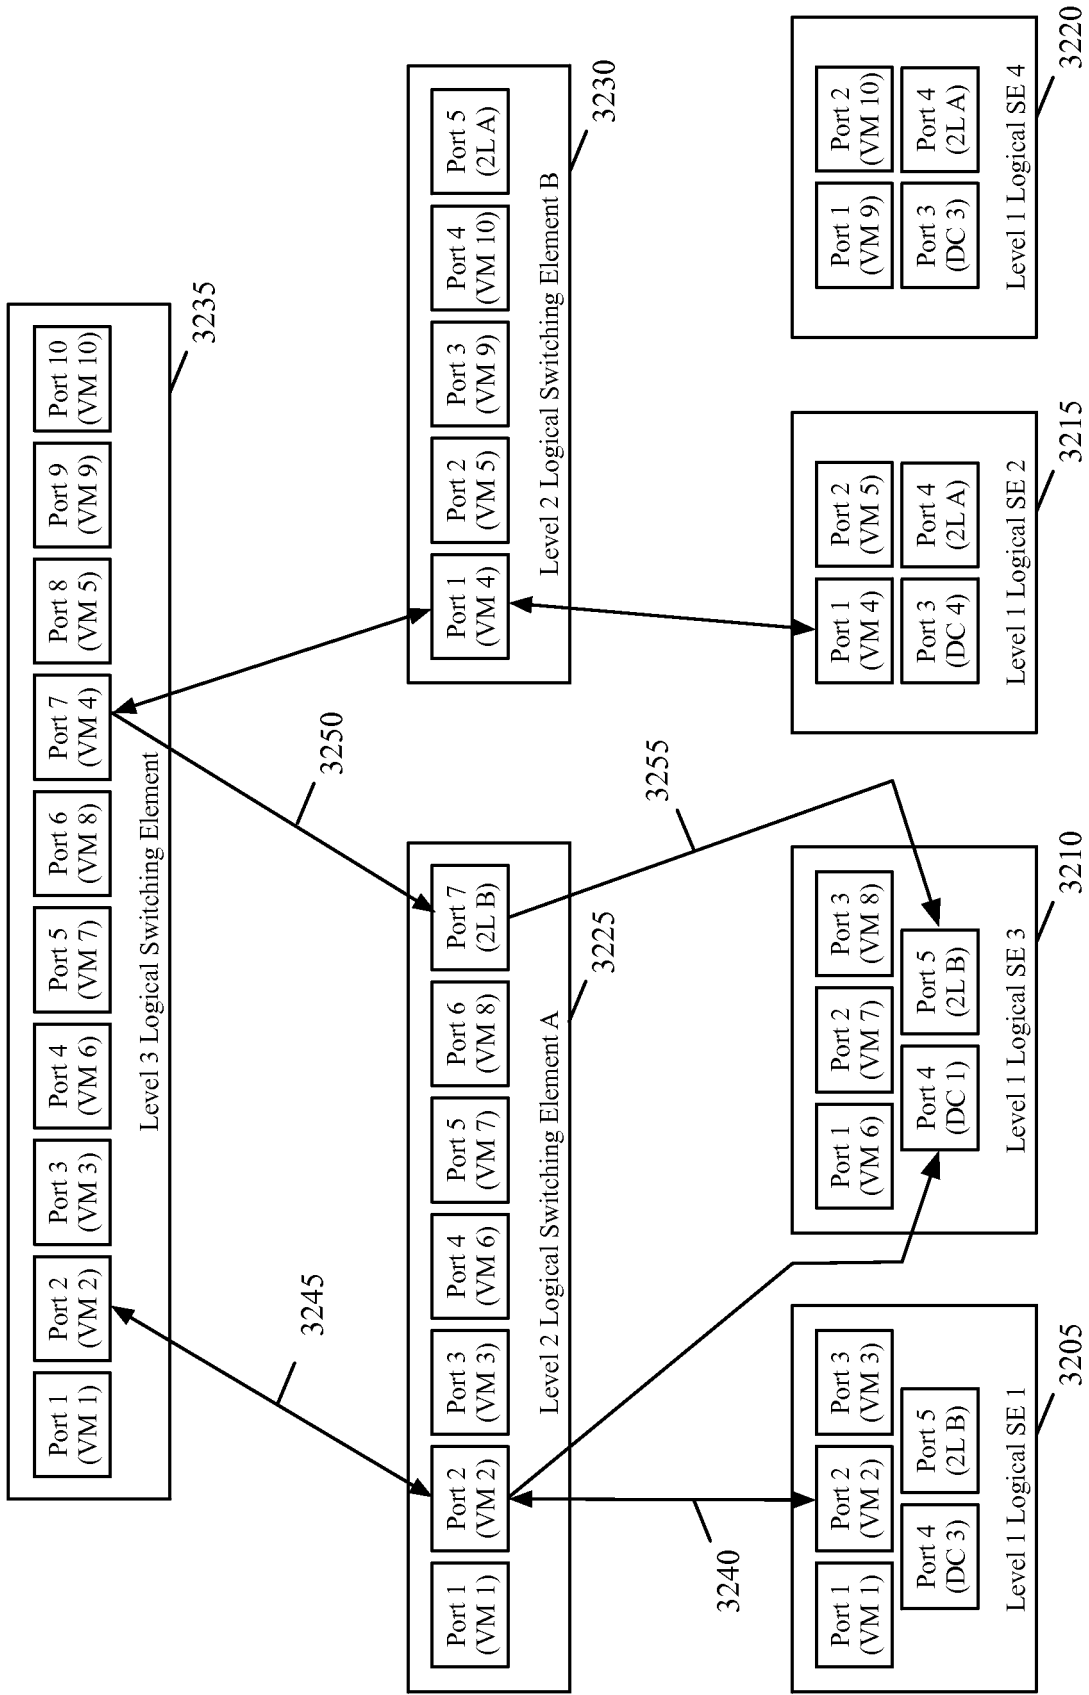 Port 1
(VM 1)
Port 2
(VM 2)
Port 3
(VM 3)
Port 4
(VM 6)
Port 5
(VM 7)
Port 6
(VM 8)
Port 7
(VM 4)
Port 8
(VM 5)
Port 9
(VM 9)
Port 10
(VM 10)
Level 3 Logical Switching Element
3235
3245
3250
Port 1
(VM 1)
Port 2
(VM 2)
Port 3
(VM 3)
Port 4
(VM 6)
Port 5
(VM 7)
Port 6
(VM 8)
Port 7
(2L B)
Level 2 Logical Switching Element A
3225
Port 1
(VM 4)
Port 2
(VM 5)
Port 3
(VM 9)
Port 4
(VM 10)
Port 5
(2L A)
Level 2 Logical Switching Element B
3230
3240
3255
Port 1
(VM 1)
Port 2
(VM 2)
Port 3
(VM 3)
Port 4
(DC 3)
Port 5
(2L B)
Level 1 Logical SE 1
3205
Port 1
(VM 6)
Port 2
(VM 7)
Port 3
(VM 8)
Port 4
(DC 1)
Port 5
(2L B)
Level 1 Logical SE 3
3210
Port 1
(VM 4)
Port 2
(VM 5)
Port 3
(DC 4)
Port 4
(2L A)
Level 1 Logical SE 2
3215
Port 1
(VM 9)
Port 2
(VM 10)
Port 3
(DC 3)
Port 4
(2L A)
Level 1 Logical SE 4
3220